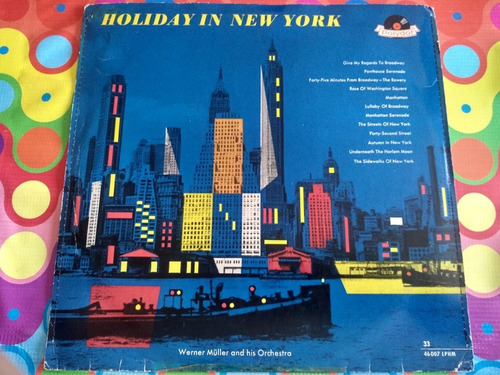 HOLIDAY IN NEW YORK
Polydor
Give My Regards To Broadway
Penthouse Serenade
Forty-Five Minutes From Broadway - The Bowery
Rose Of Washington Square
Manhattan
Lullaby Of Broadway
Manhattan Serenade
The Streets Of New York
Forty-Second Street
Autumn In New York
Underneath The Harlem Moon
The Sidewalks Of New York
Werner Müller and his Orchestra
33
46007 LPHM